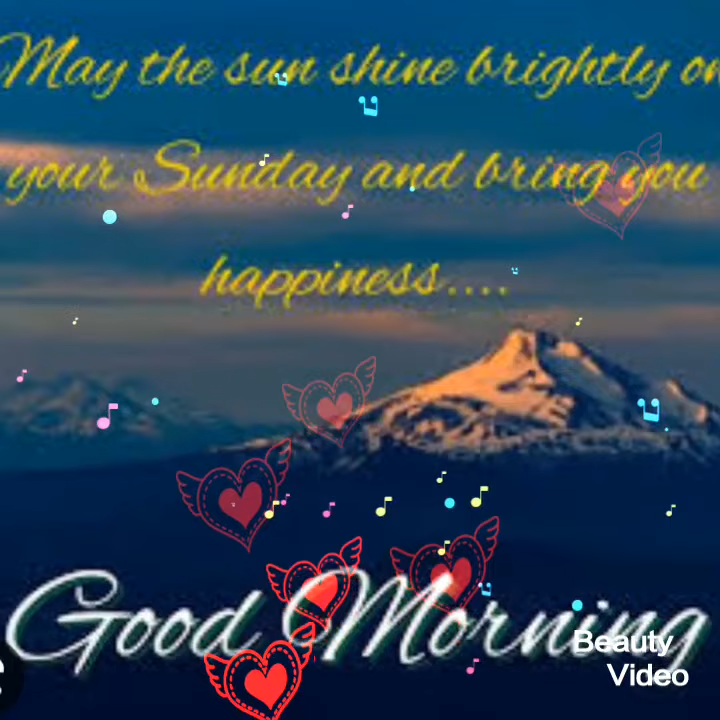 May the sun shine brightly on
your Sunday and bring you
happiness....
Good Morning
Beauty
Video